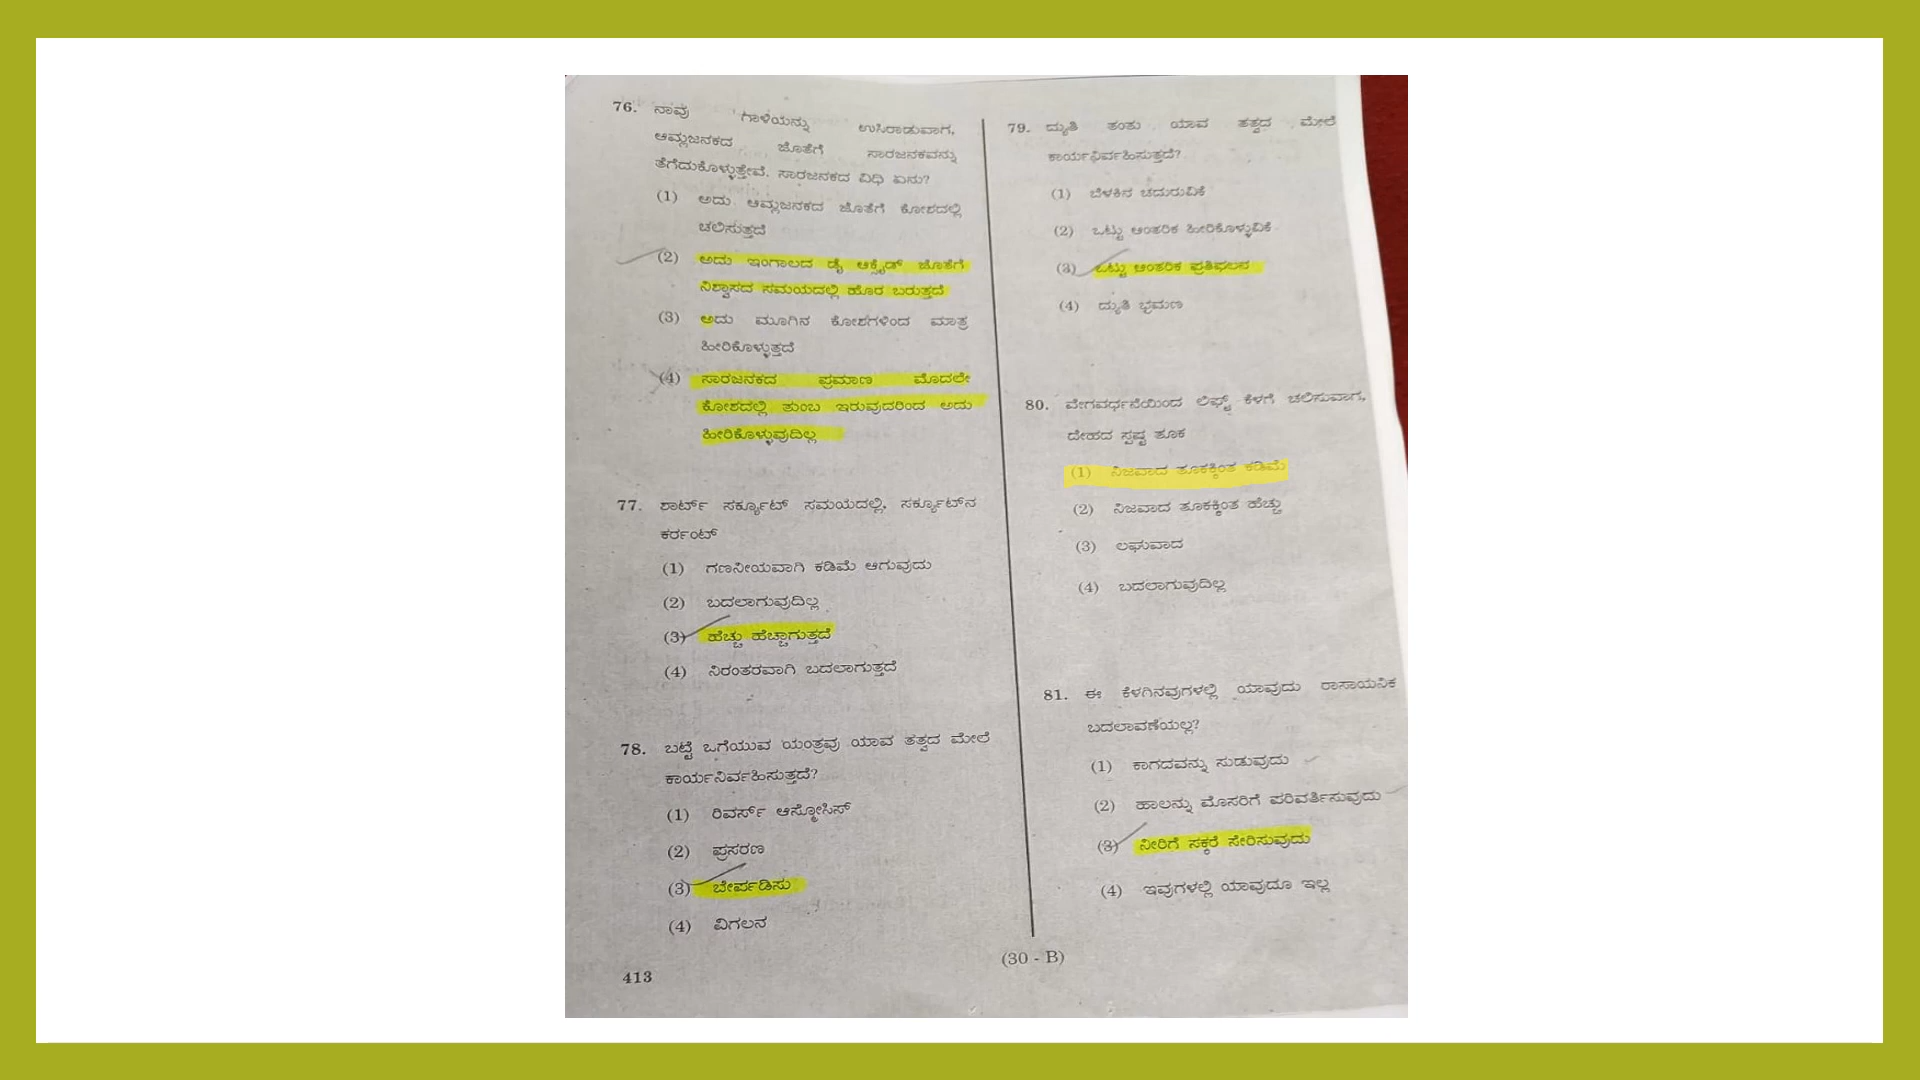 76. ನಾವು ಗಾಳಿಯನ್ನು ಉಸಿರಾಡುವಾಗ,
ಆಮ್ಲಜನಕದ ಜೊತೆಗೆ ಸಾರಜನಕವನ್ನು
ತೆಗೆದುಕೊಳ್ಳುತ್ತೇವೆ. ಸಾರಜನಕದ ವಿಧಿ ಏನು?
(1) ಅದು ಆಮ್ಲಜನಕದ ಜೊತೆಗೆ ಕೋಶದಲ್ಲಿ
ಚಲಿಸುತ್ತದೆ
(2) ಅದು ಇಂಗಾಲದ ಡೈ ಆಕ್ಸೈಡ್ ಜೊತೆಗೆ
ನಿಶ್ವಾಸದ ಸಮಯದಲ್ಲಿ ಹೊರ ಬರುತ್ತದೆ
(3) ಅದು ಮೂಗಿನ ಕೋಶಗಳಿಂದ ಮಾತ್ರ
ಹೀರಿಕೊಳ್ಳುತ್ತದೆ
(4) ಸಾರಜನಕದ ಪ್ರಮಾಣ ಮೊದಲೇ
ಕೋಶದಲ್ಲಿ ತುಂಬ ಇರುವುದರಿಂದ ಅದು
ಹೀರಿಕೊಳ್ಳುವುದಿಲ್ಲ
77. ಶಾರ್ಟ್ ಸರ್ಕ್ಯೂಟ್ ಸಮಯದಲ್ಲಿ, ಸರ್ಕ್ಯೂಟ್‌ನ
ಕರ್ರಂಟ್
(1) ಗಣನೀಯವಾಗಿ ಕಡಿಮೆ ಆಗುವುದು
(2) ಬದಲಾಗುವುದಿಲ್ಲ
(3) ಹೆಚ್ಚು ಹೆಚ್ಚಾಗುತ್ತದೆ
(4) ನಿರಂತರವಾಗಿ ಬದಲಾಗುತ್ತದೆ
78. ಬಟ್ಟೆ ಒಗೆಯುವ ಯಂತ್ರವು ಯಾವ ತತ್ವದ ಮೇಲೆ
ಕಾರ್ಯನಿರ್ವಹಿಸುತ್ತದೆ?
(1) ರಿವರ್ಸ್ ಆಸ್ಮೋಸಿಸ್
(2) ಪ್ರಸರಣ
(3) ಬೇರ್ಪಡಿಸು
(4) ವಿಗಲನ
413
79. ದ್ಯುತಿ ತಂತು ಯಾವ ತತ್ವದ ಮೇಲೆ
ಕಾರ್ಯನಿರ್ವಹಿಸುತ್ತದೆ?
(1) ಬೆಳಕಿನ ಚದುರುವಿಕೆ
(2) ಒಟ್ಟು ಆಂತರಿಕ ಹೀರಿಕೊಳ್ಳುವಿಕೆ
(3) ಒಟ್ಟು ಆಂತರಿಕ ಪ್ರತಿಫಲನ
(4) ದ್ಯುತಿ ಭ್ರಮಣ
80. ವೇಗವರ್ಧನೆಯಿಂದ ಲಿಫ್ಟ್ ಕೆಳಗೆ ಚಲಿಸುವಾಗ,
ದೇಹದ ಸ್ಪಷ್ಟ ತೂಕ
(1) ನಿಜವಾದ ತೂಕಕ್ಕಿಂತ ಕಡಿಮೆ
(2) ನಿಜವಾದ ತೂಕಕ್ಕಿಂತ ಹೆಚ್ಚು
(3) ಲಘುವಾದ
(4) ಬದಲಾಗುವುದಿಲ್ಲ
81. ಈ ಕೆಳಗಿನವುಗಳಲ್ಲಿ ಯಾವುದು ರಾಸಾಯನಿಕ
ಬದಲಾವಣೆಯಲ್ಲ?
(1) ಕಾಗದವನ್ನು ಸುಡುವುದು
(2) ಹಾಲನ್ನು ಮೊಸರಿಗೆ ಪರಿವರ್ತಿಸುವುದು
(3) ನೀರಿಗೆ ಸಕ್ಕರೆ ಸೇರಿಸುವುದು
(4) ಇವುಗಳಲ್ಲಿ ಯಾವುದೂ ಇಲ್ಲ
(30 - B)